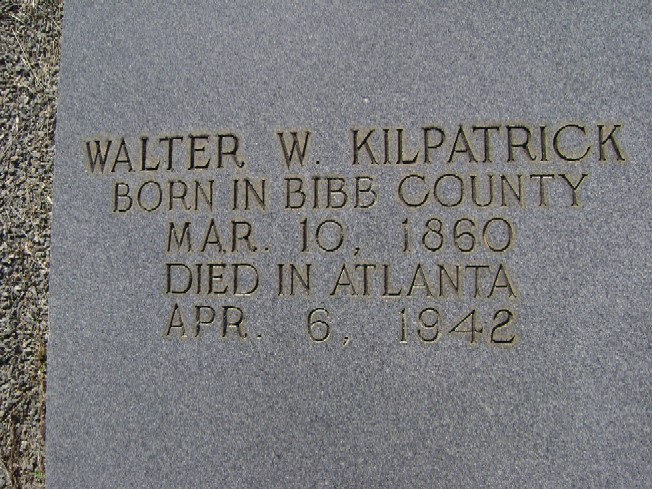 WALTER W. KILPATRICK
BORN IN BIBB COUNTY
MAR. 10, 1860
DIED IN ATLANTA
APR. 6, 1942